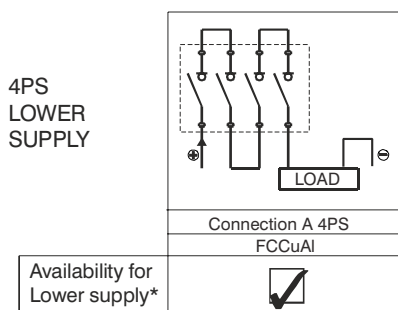 4PS
LOWER
SUPPLY
⊕
⊖
LOAD
Connection A 4PS
FCCuAl
Availability for
Lower supply*